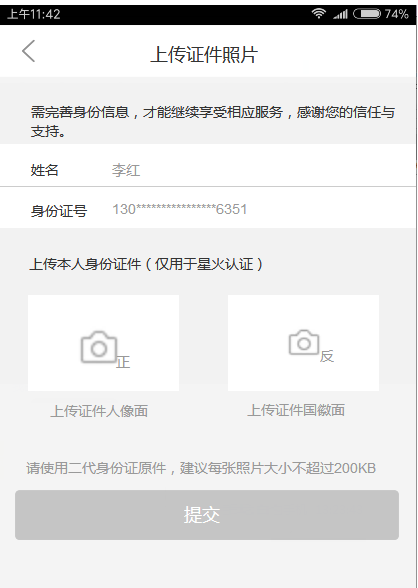 上午11:42
74%
上传证件照片
需完善身份信息，才能继续享受相应服务，感谢您的信任与
支持。
姓名 李红
身份证号 130****************6351
上传本人身份证件（仅用于星火认证）
正 反
上传证件人像面 上传证件国徽面
请使用二代身份证原件，建议每张照片大小不超过200KB
提交